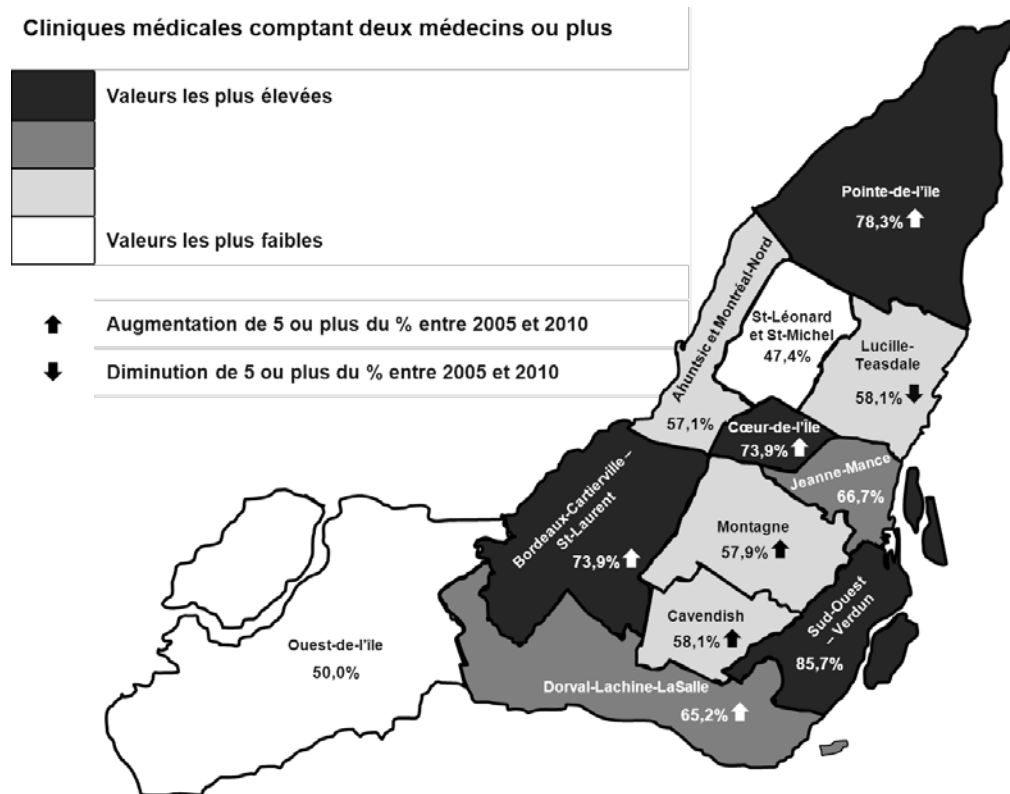 Cliniques médicales comptant deux médecins ou plus
Valeurs les plus élevées
Valeurs les plus faibles
Augmentation de 5 ou plus du % entre 2005 et 2010
Diminution de 5 ou plus du % entre 2005 et 2010
Pointe-de-l'île
78,3%
Ahuntsic et Montréal-Nord
57,1%
St-Léonard
et St-Michel
47,4%
Lucille-
Teasdale
58,1%
Cœur-de-l'Île
73,9%
Jeanne-Mance
66,7%
Bordeaux-Cartierville –
St-Laurent
73,9%
Montagne
57,9%
Cavendish
58,1%
Sud-Ouest
– Verdun
85,7%
Ouest-de-l'île
50,0%
Dorval-Lachine-LaSalle
65,2%